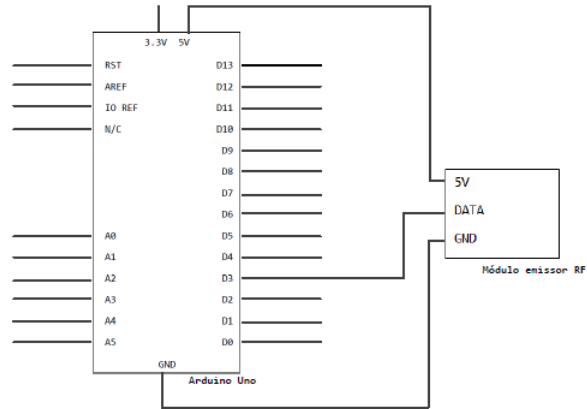 3.3V 5V
RST D13
AREF D12
IO REF D11
N/C D10
D9
D8
D7
D6
A0 D5
A1 D4
A2 D3
A3 D2
A4 D1
A5 D0
GND
Arduino Uno
5V
DATA
GND
Módulo emissor RF